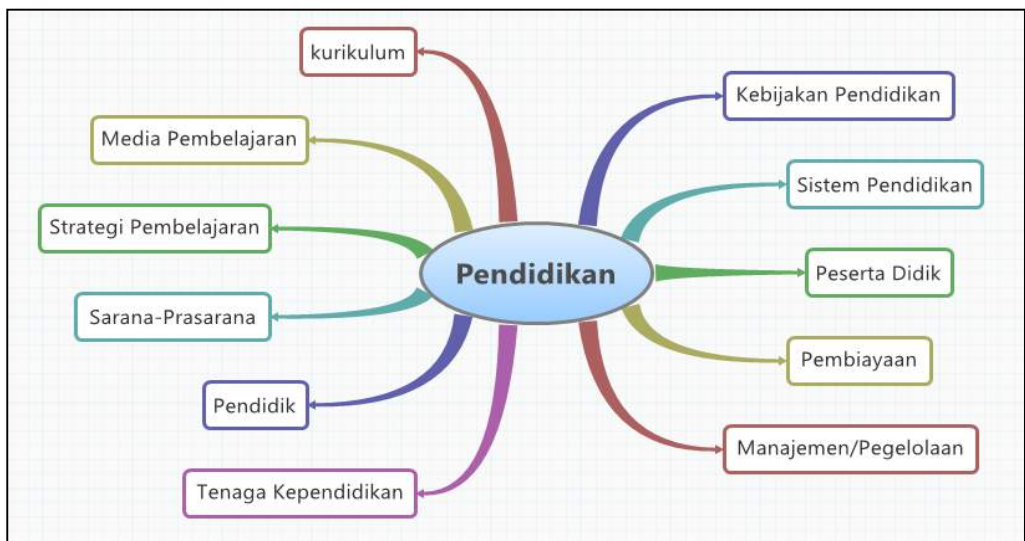 kurikulum
Kebijakan Pendidikan
Media Pembelajaran
Sistem Pendidikan
Strategi Pembelajaran
Pendidikan
Peserta Didik
Sarana-Prasarana
Pembiayaan
Pendidik
Manajemen/Pegelolaan
Tenaga Kependidikan